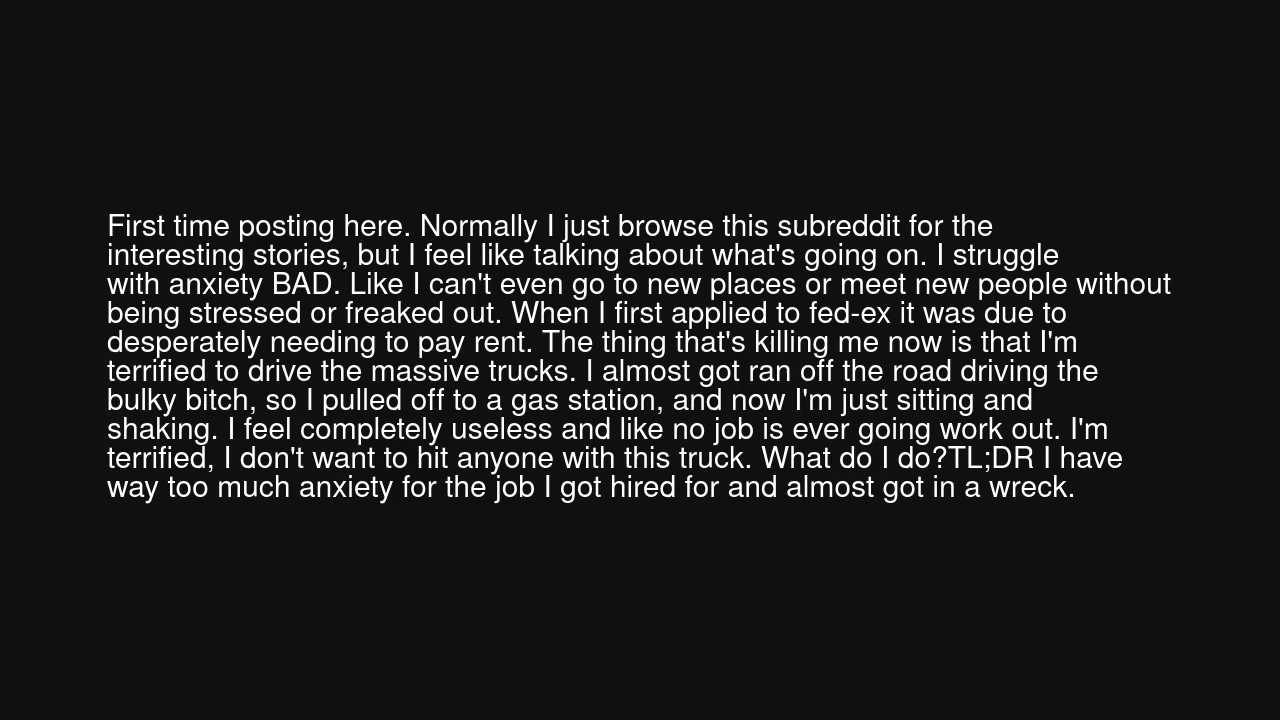 First time posting here. Normally I just browse this subreddit for the
interesting stories, but I feel like talking about what's going on. I struggle
with anxiety BAD. Like I can't even go to new places or meet new people without
being stressed or freaked out. When I first applied to fed-ex it was due to
desperately needing to pay rent. The thing that's killing me now is that I'm
terrified to drive the massive trucks. I almost got ran off the road driving the
bulky bitch, so I pulled off to a gas station, and now I'm just sitting and
shaking. I feel completely useless and like no job is ever going work out. I'm
terrified, I don't want to hit anyone with this truck. What do I do?TL;DR I have
way too much anxiety for the job I got hired for and almost got in a wreck.